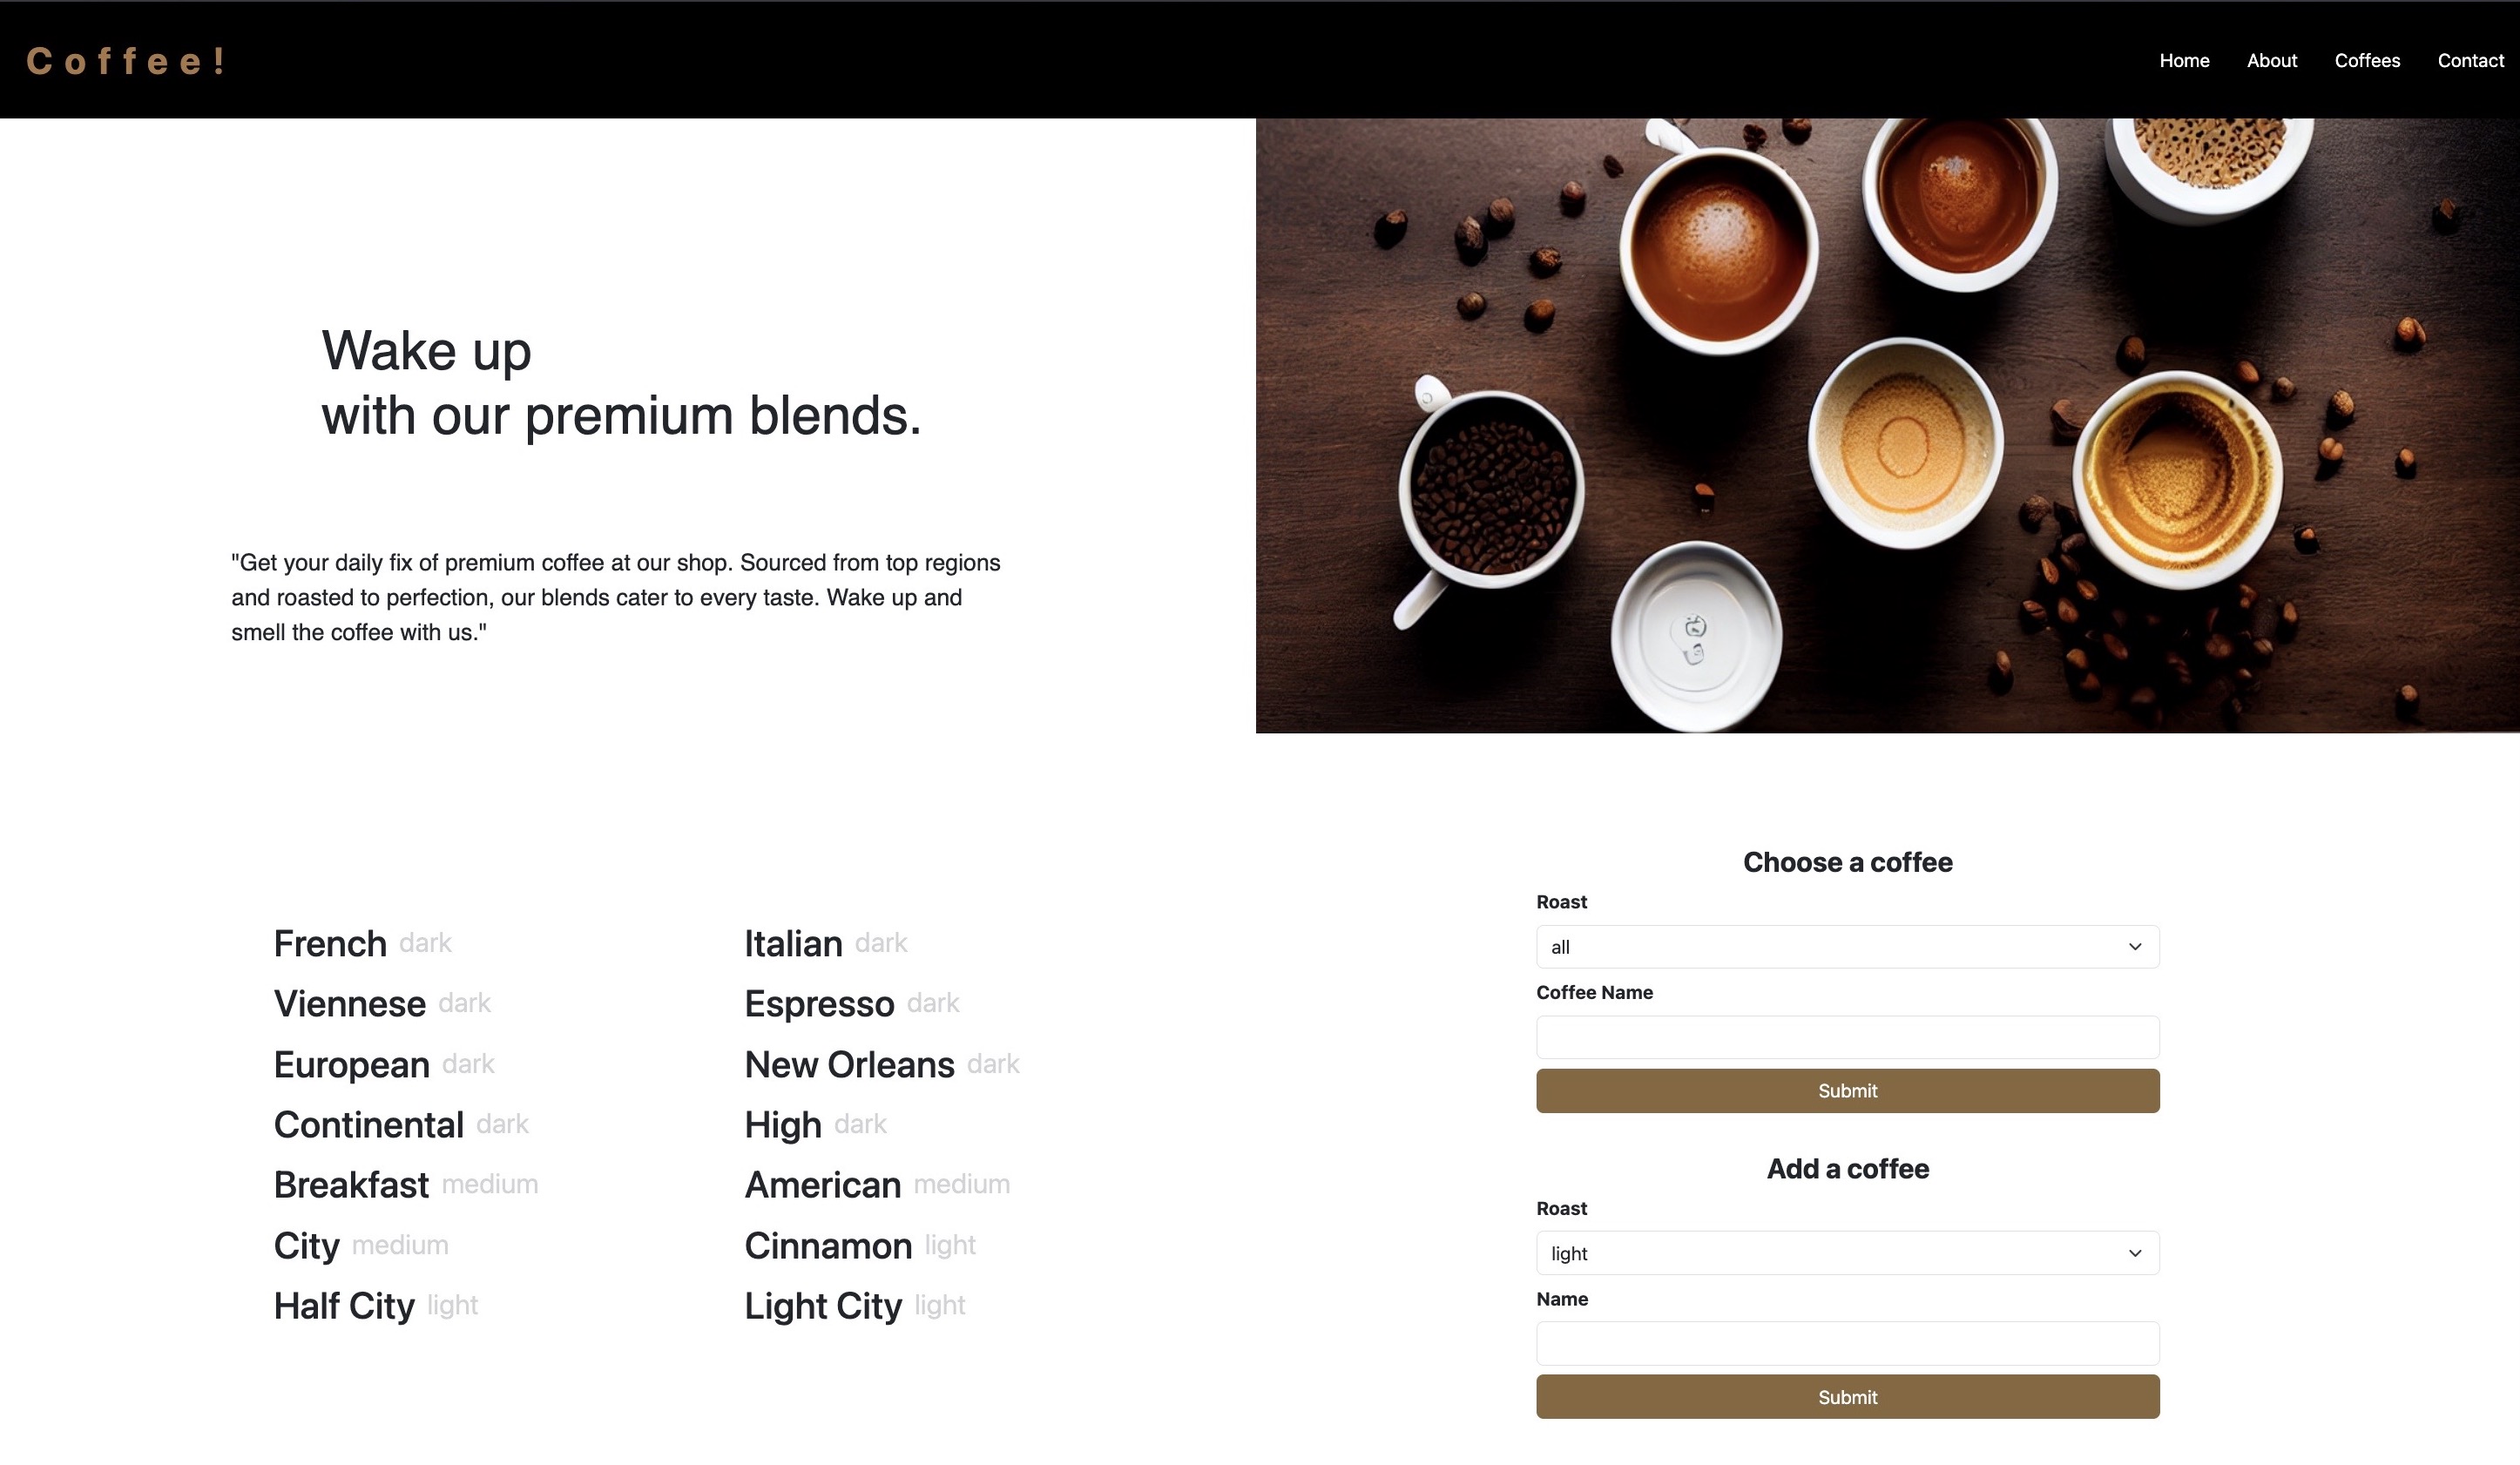 Coffee!
Home About Coffees Contact
Wake up
with our premium blends.
"Get your daily fix of premium coffee at our shop. Sourced from top regions
and roasted to perfection, our blends cater to every taste. Wake up and
smell the coffee with us."
French dark
Italian dark
Viennese dark
Espresso dark
European dark
New Orleans dark
Continental dark
High dark
Breakfast medium
American medium
City medium
Cinnamon light
Half City light
Light City light
Choose a coffee
Roast
all
Coffee Name
Submit
Add a coffee
Roast
light
Name
Submit